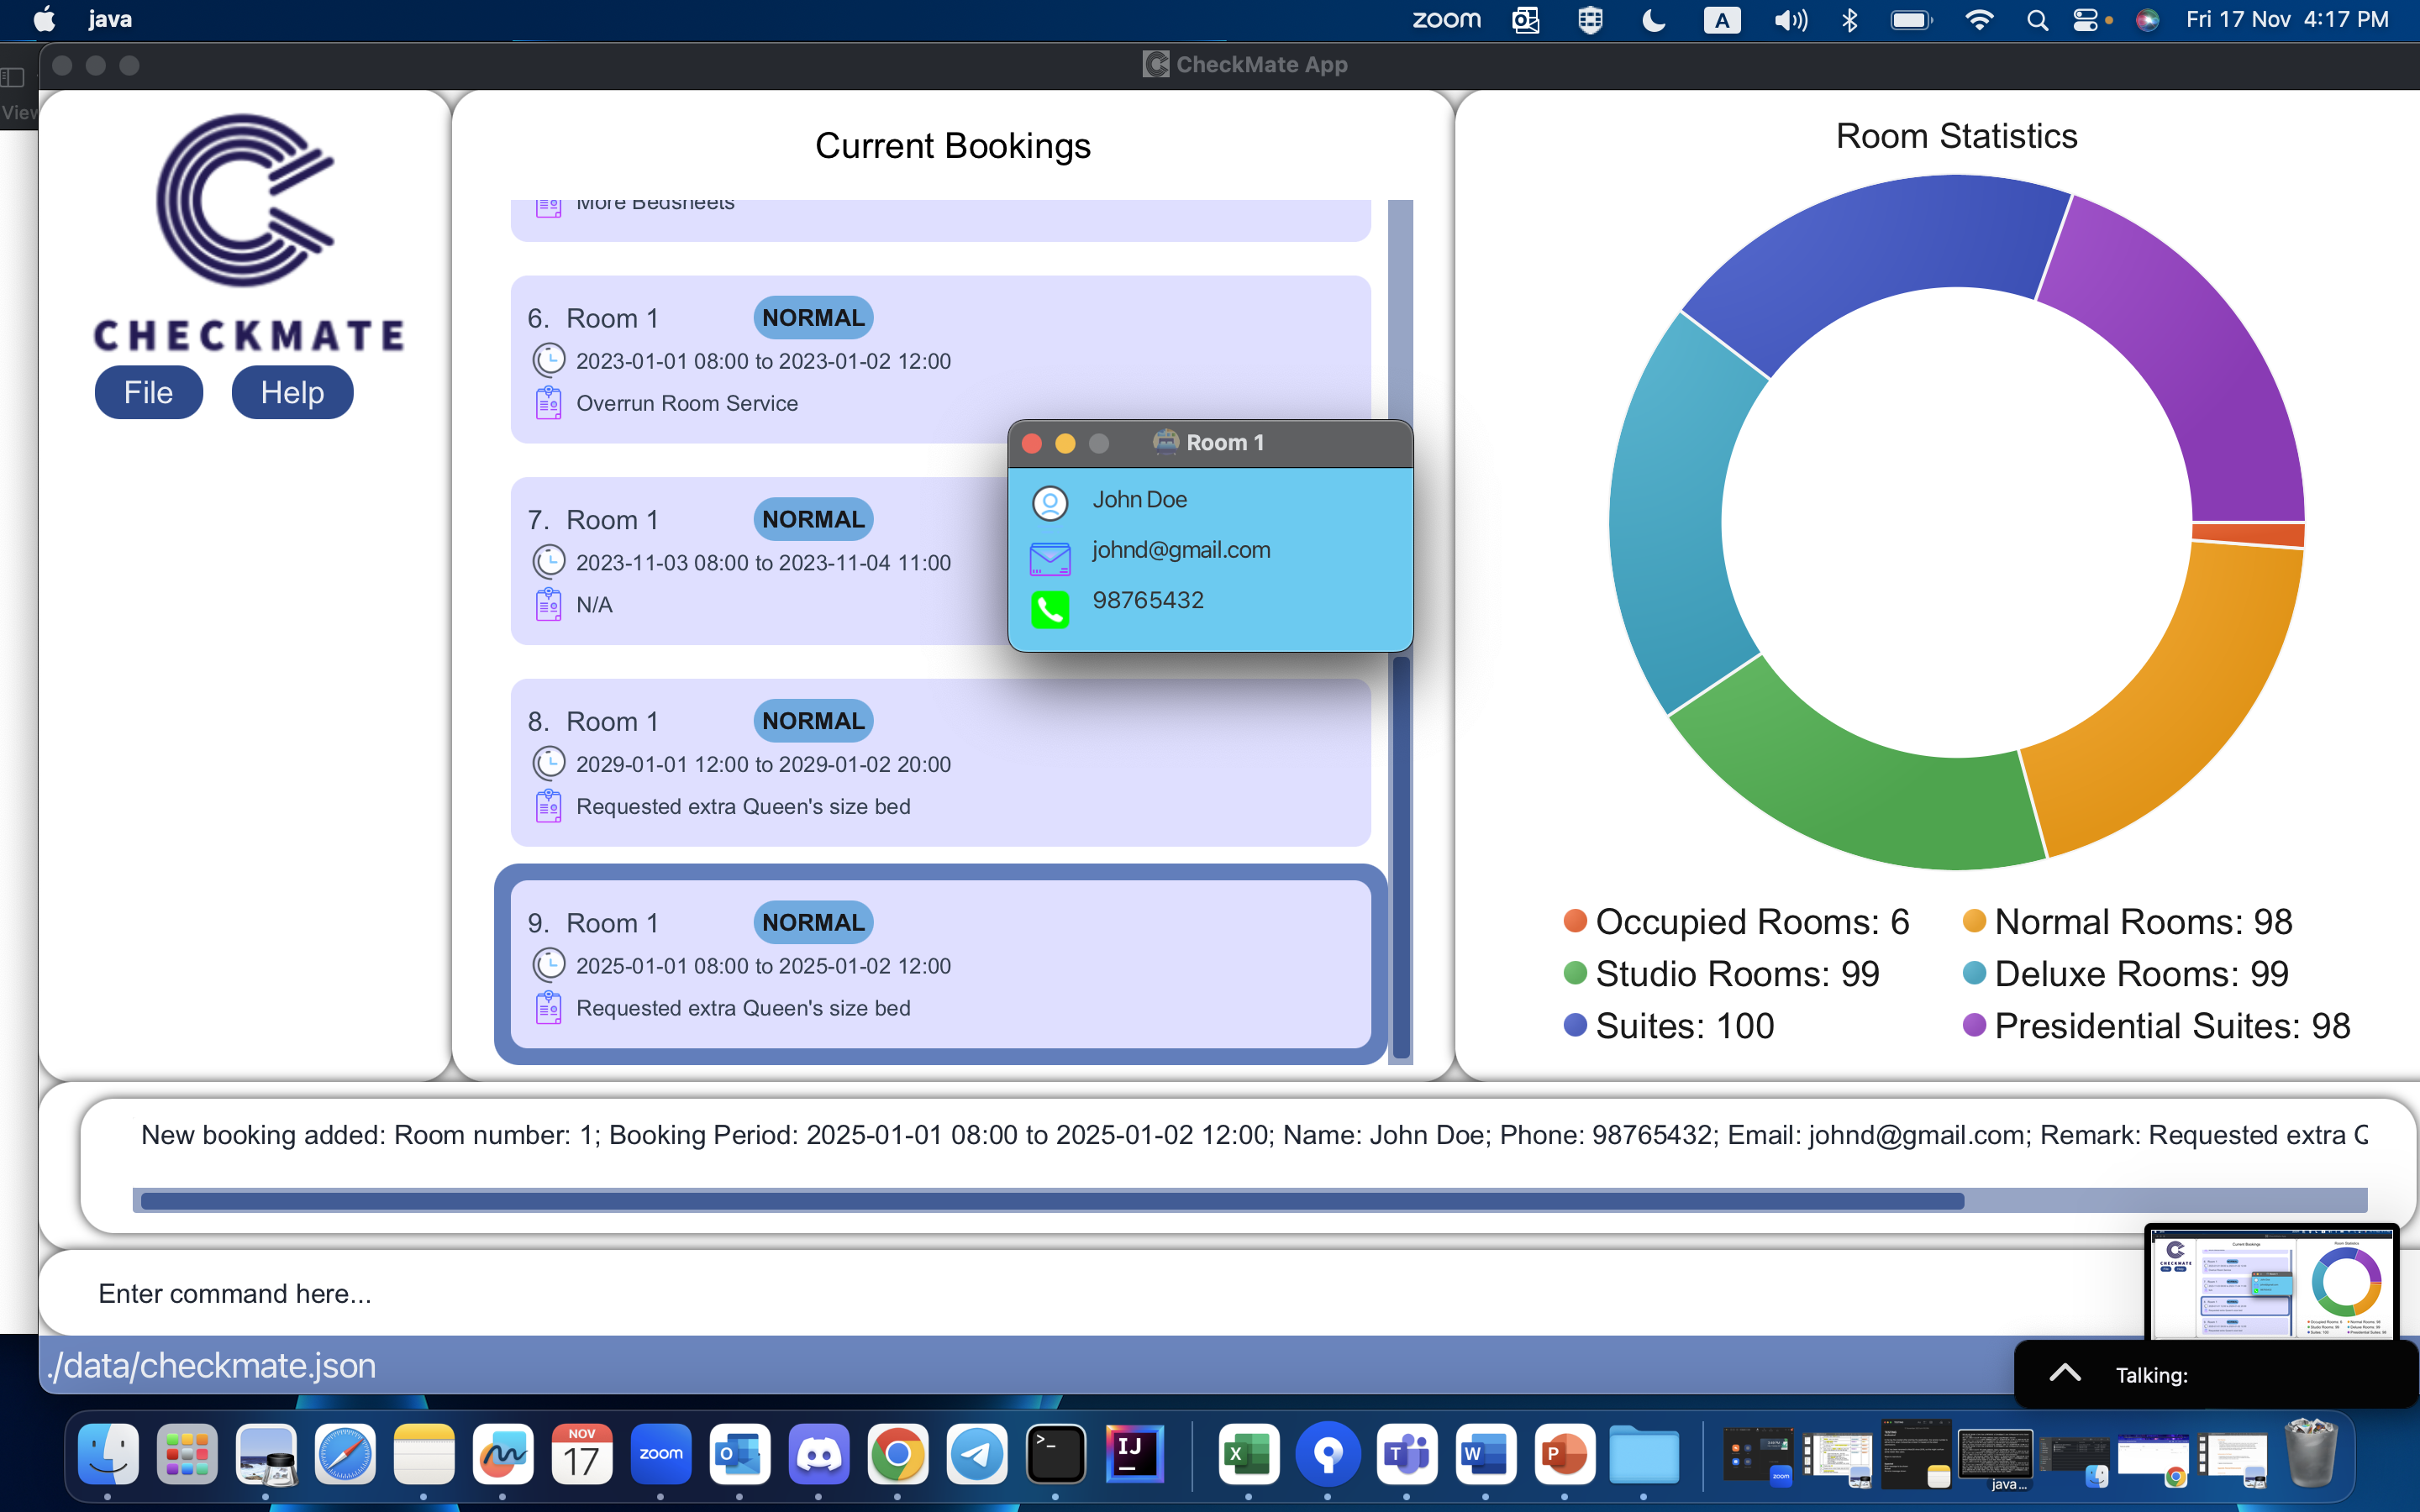 java
zoom
A
Fri 17 Nov 4:17 PM
View
CheckMate App
CHECKMATE
File
Help
Current Bookings
More Bedsheets
6. Room 1
NORMAL
2023-01-01 08:00 to 2023-01-02 12:00
Overrun Room Service
7. Room 1
NORMAL
2023-11-03 08:00 to 2023-11-04 11:00
N/A
8. Room 1
NORMAL
2029-01-01 12:00 to 2029-01-02 20:00
Requested extra Queen's size bed
9. Room 1
NORMAL
2025-01-01 08:00 to 2025-01-02 12:00
Requested extra Queen's size bed
Room 1
John Doe
johnd@gmail.com
98765432
Room Statistics
Occupied Rooms: 6
Normal Rooms: 98
Studio Rooms: 99
Deluxe Rooms: 99
Suites: 100
Presidential Suites: 98
New booking added: Room number: 1; Booking Period: 2025-01-01 08:00 to 2025-01-02 12:00; Name: John Doe; Phone: 98765432; Email: johnd@gmail.com; Remark: Requested extra Q
Enter command here...
./data/checkmate.json
Talking:
NOV
17
zoom
O
>_
IJ
X
T
W
P
zoom
java...